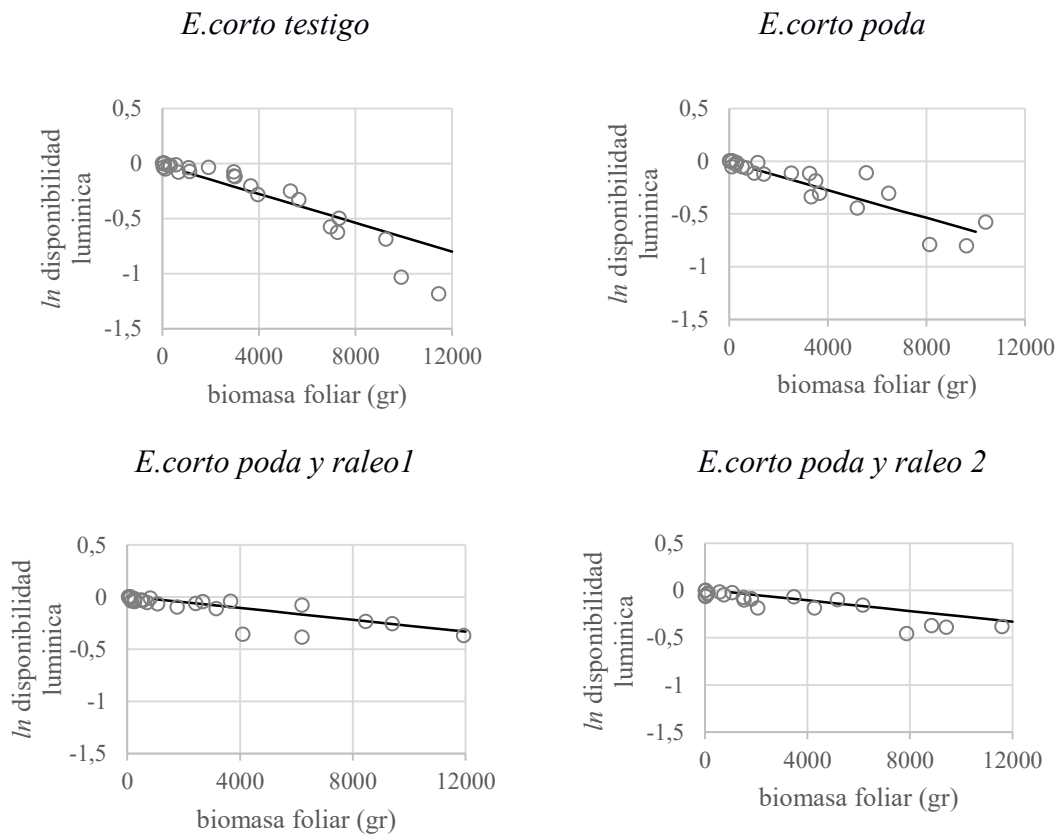 E.corto testigo
0,5
0
-0,5
-1
-1,5
ln disponibilidad
luminica
0
4000
8000
12000
biomasa foliar (gr)
E.corto poda
0,5
0
-0,5
-1
-1,5
ln disponibilidad
luminica
0
4000
8000
12000
biomasa foliar (gr)
E.corto poda y raleo1
0,5
0
-0,5
-1
-1,5
ln disponibilidad
luminica
0
4000
8000
12000
biomasa foliar (gr)
E.corto poda y raleo 2
0,5
0
-0,5
-1
-1,5
ln disponibilidad
luminica
0
4000
8000
12000
biomasa foliar (gr)